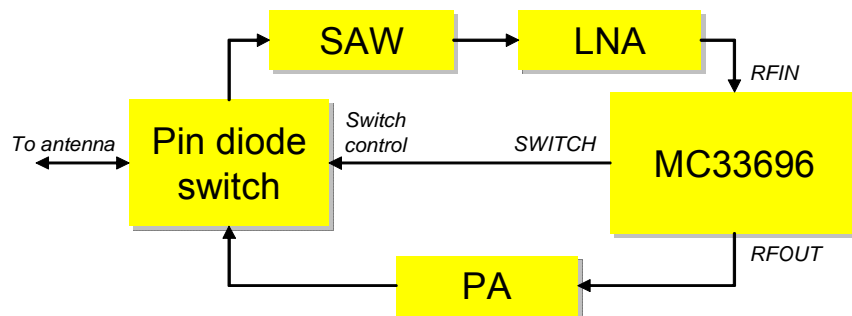 SAW
LNA
RFIN
To antenna
Pin diode
switch
Switch
control
SWITCH
MC33696
RFOUT
PA